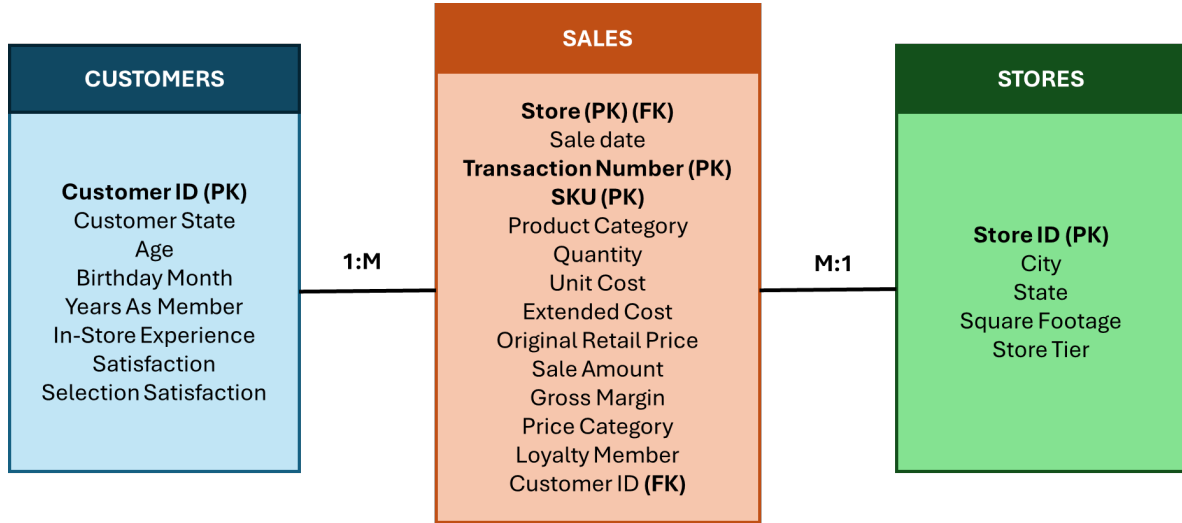 CUSTOMERS
Customer ID (PK)
Customer State
Age
Birthday Month
Years As Member
In-Store Experience
Satisfaction
Selection Satisfaction
1:M
SALES
Store (PK) (FK)
Sale date
Transaction Number (PK)
SKU (PK)
Product Category
Quantity
Unit Cost
Extended Cost
Original Retail Price
Sale Amount
Gross Margin
Price Category
Loyalty Member
Customer ID (FK)
M:1
STORES
Store ID (PK)
City
State
Square Footage
Store Tier